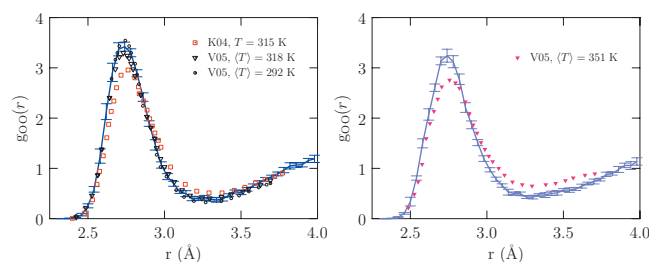 4
3
2
1
0
goo(r)
K04, T = 315 K
V05, ⟨T⟩ = 318 K
V05, ⟨T⟩ = 292 K
2.5 3.0 3.5 4.0
r (Å)
4
3
2
1
0
goo(r)
V05, ⟨T⟩ = 351 K
2.5 3.0 3.5 4.0
r (Å)